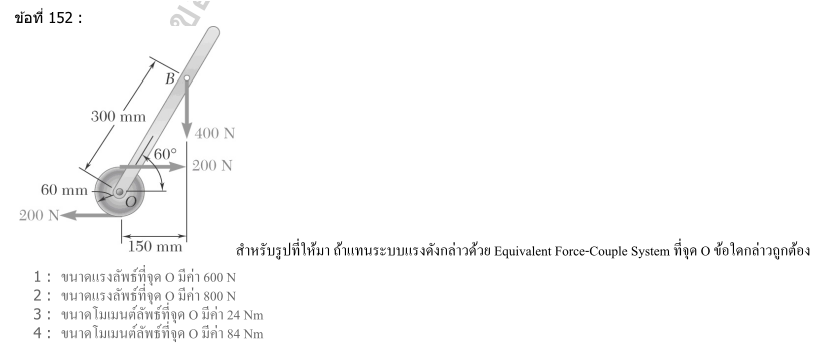 ข้อที่ 152 :
B
300 mm
400 N
60°
200 N
60 mm
O
200 N
150 mm
สำหรับรูปที่ให้มา ถ้าแทนระบบแรงดังกล่าวด้วย Equivalent Force-Couple System ที่จุด O ข้อใดกล่าวถูกต้อง
1 : ขนาดแรงลัพธ์ที่จุด O มีค่า 600 N
2 : ขนาดแรงลัพธ์ที่จุด O มีค่า 800 N
3 : ขนาดโมเมนต์ลัพธ์ที่จุด O มีค่า 24 Nm
4 : ขนาดโมเมนต์ลัพธ์ที่จุด O มีค่า 84 Nm